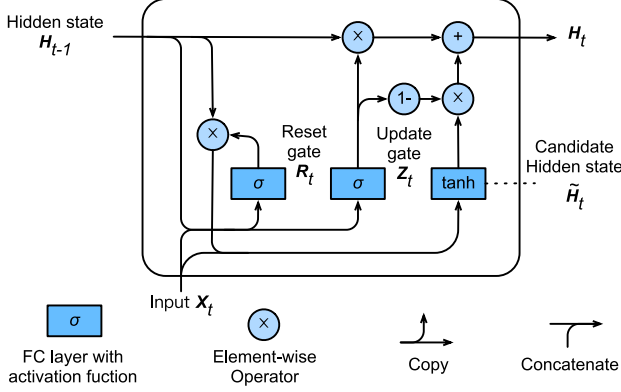 Hidden state
H_{t-1}
×
+
H_t
1-
×
×
Reset
gate
R_t
Update
gate
Z_t
Candidate
Hidden state
H̃_t
σ
σ
tanh
Input X_t
σ
×
FC layer with
activation fuction
Element-wise
Operator
Copy
Concatenate